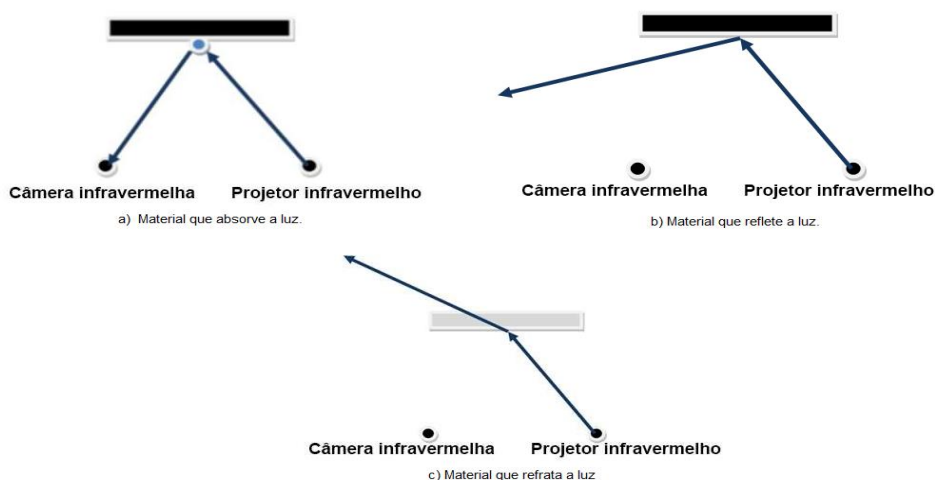 Câmera infravermelha Projetor infravermelho
a) Material que absorve a luz.
Câmera infravermelha Projetor infravermelho
b) Material que reflete a luz.
Câmera infravermelha Projetor infravermelho
c) Material que refrata a luz